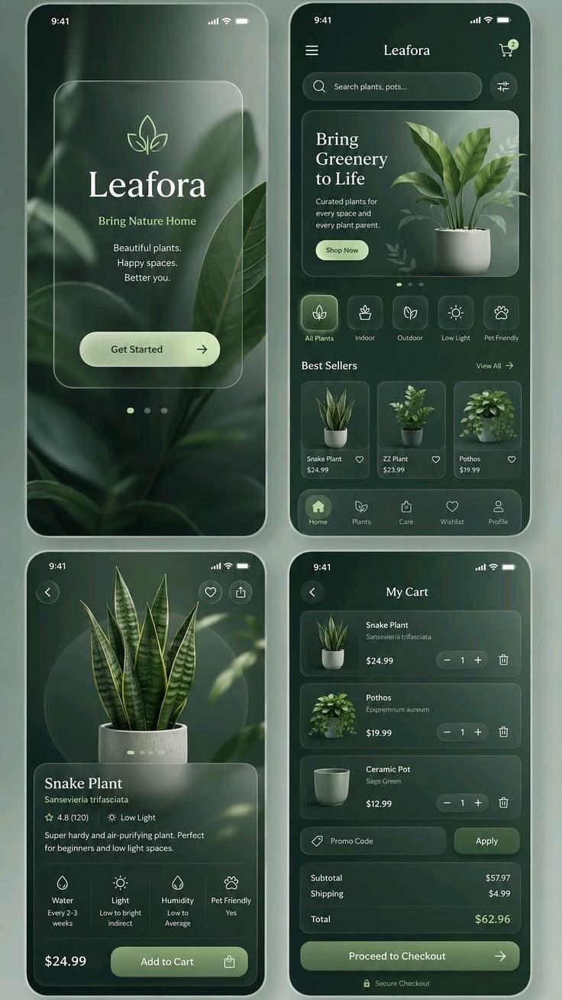 9:41
Leafora
Bring Nature Home
Beautiful plants.
Happy spaces.
Better you.
Get Started
9:41
Leafora
2
Search plants, pots...
Bring
Greenery
to Life
Curated plants for
every space and
every plant parent.
Shop Now
All Plants
Indoor
Outdoor
Low Light
Pet Friendly
Best Sellers
View All
Snake Plant
$24.99
ZZ Plant
$23.99
Pothos
$19.99
Home
Plants
Care
Wishlist
Profile
9:41
Snake Plant
Sansevieria trifasciata
4.8 (120)
Low Light
Super hardy and air-purifying plant. Perfect
for beginners and low light spaces.
Water
Every 2-3
weeks
Light
Low to bright
indirect
Humidity
Low to
Average
Pet Friendly
Yes
$24.99
Add to Cart
9:41
My Cart
Snake Plant
Sansevieria trifasciata
$24.99
1
Pothos
Epipremnum aureum
$19.99
1
Ceramic Pot
Sage Green
$12.99
1
Promo Code
Apply
Subtotal
$57.97
Shipping
$4.99
Total
$62.96
Proceed to Checkout
Secure Checkout